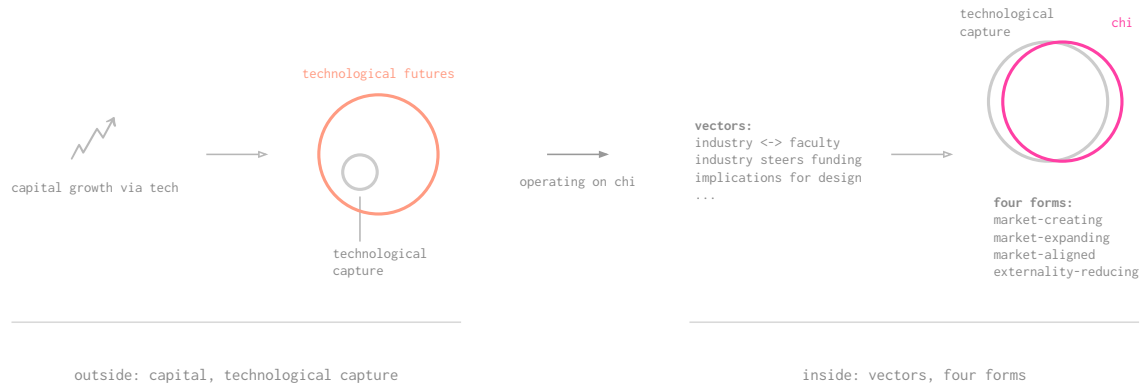 capital growth via tech
technological futures
technological
capture
operating on chi
vectors:
industry <-> faculty
industry steers funding
implications for design
...
technological
capture
chi
four forms:
market-creating
market-expanding
market-aligned
externality-reducing
outside: capital, technological capture
inside: vectors, four forms